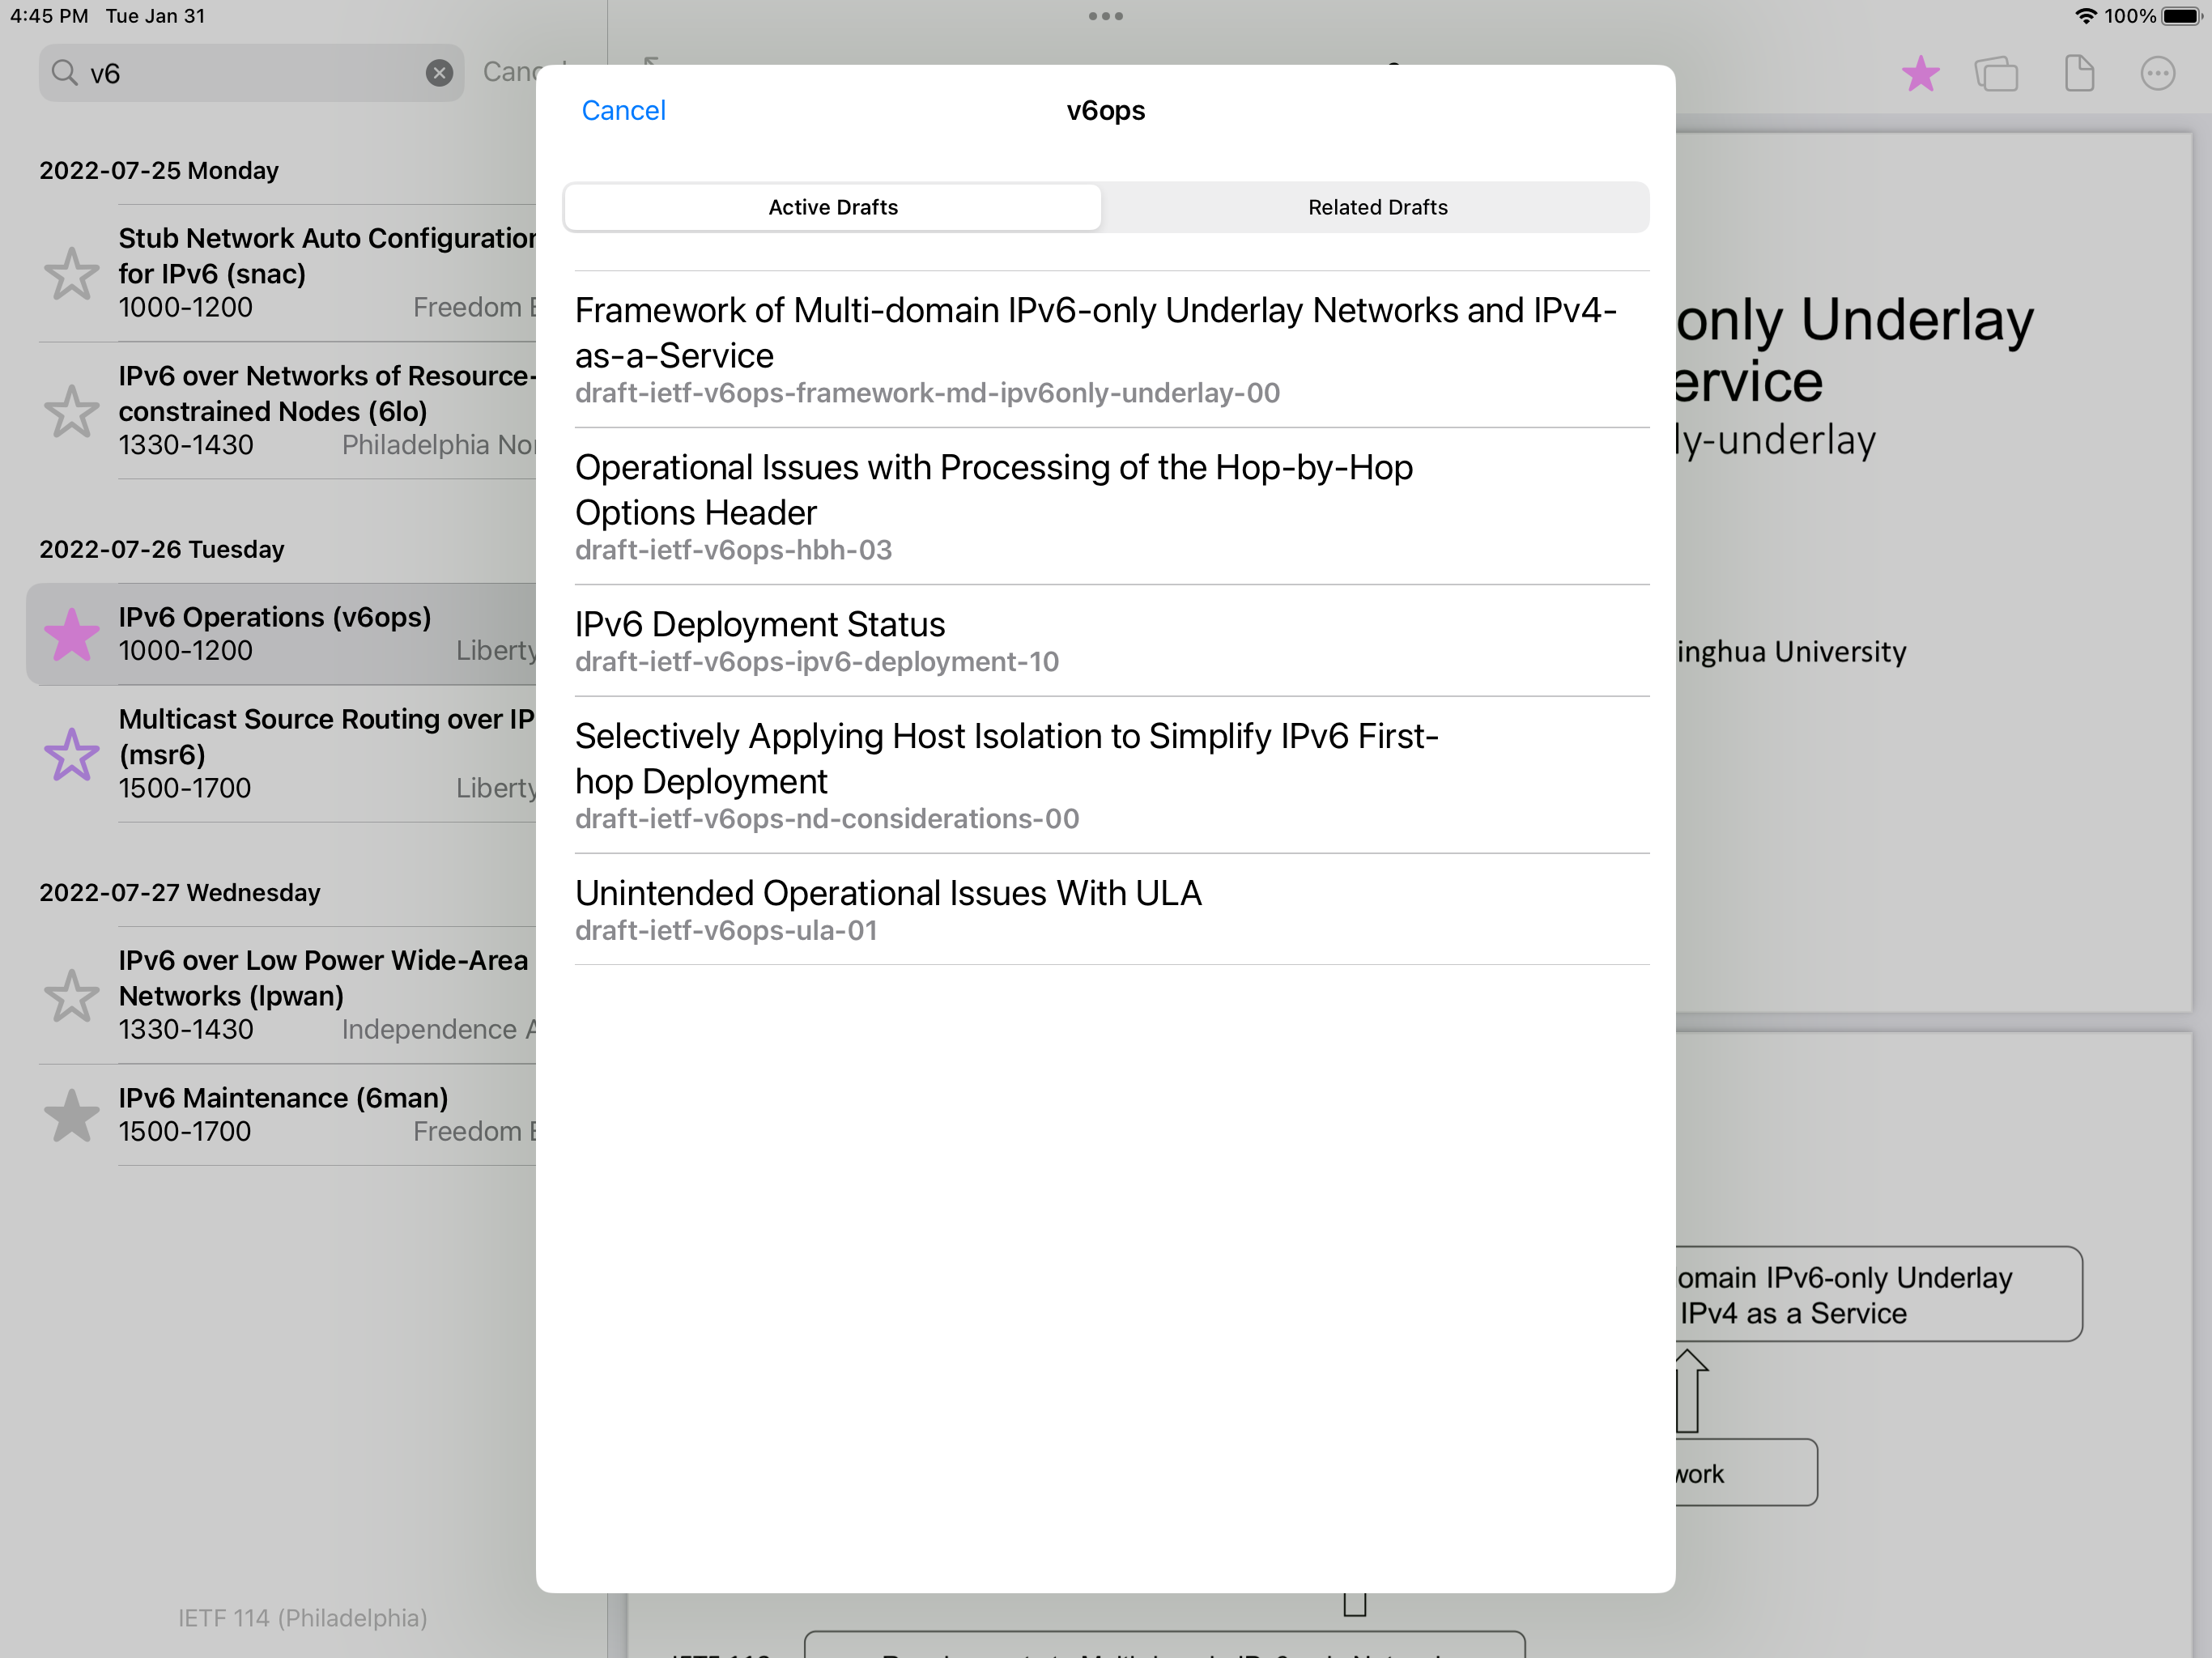 4:45 PM Tue Jan 31
100%
v6
2022-07-25 Monday
Stub Network Auto Configuration
for IPv6 (snac)
1000-1200 Freedom
IPv6 over Networks of Resource-
constrained Nodes (6lo)
1330-1430 Philadelphia
2022-07-26 Tuesday
IPv6 Operations (v6ops)
1000-1200 Liberty
Multicast Source Routing over
(msr6)
1500-1700 Liberty
2022-07-27 Wednesday
IPv6 over Low Power Wide-Area
Networks (lpwan)
1330-1430 Independence
IPv6 Maintenance (6man)
1500-1700 Freedom
IETF 114 (Philadelphia)
Cancel v6ops
Active Drafts Related Drafts
Framework of Multi-domain IPv6-only Underlay Networks and IPv4-
as-a-Service
draft-ietf-v6ops-framework-md-ipv6only-underlay-00
Operational Issues with Processing of the Hop-by-Hop
Options Header
draft-ietf-v6ops-hbh-03
IPv6 Deployment Status
draft-ietf-v6ops-ipv6-deployment-10
Selectively Applying Host Isolation to Simplify IPv6 First-
hop Deployment
draft-ietf-v6ops-nd-considerations-00
Unintended Operational Issues With ULA
draft-ietf-v6ops-ula-01
only Underlay
ervice
ly-underlay
inghua University
omain IPv6-only Underlay
IPv4 as a Service
work